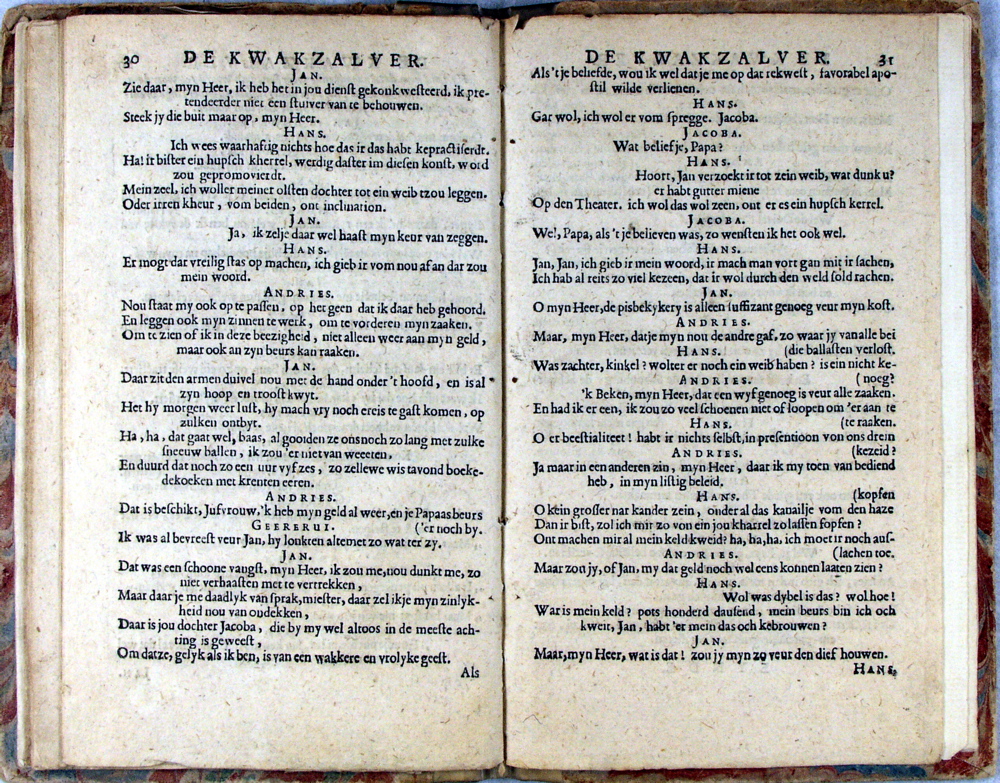 30 DE KWAKZALVER.
JAN.
Zie daar, myn Heer, ik heb het in jou dienst gekonkwesteerd, ik pre-
tendeerder niet een stuiver van te behouwen.
Steek jy die buit maar op, myn Heer.
HANS.
Ich wees waarhaftig nichts hoe das ir das habt kepractiserdt.
Ha! ir bister ein hupsch kherrel, werdig daster im diesen konst, word
zou gepromovierdt.
Mein zeel, ich woller meiner olsten dochter tot ein weib tzou leggen.
Oder irren kheur, vom beiden, ont inclination.
JAN.
Ja, ik zelje daar wel haast myn keur van zeggen.
HANS.
Er mogt dar vreilig stas op machen, ich gieb ir vom nou af an dar zou
mein woord.
ANDRIES.
Nou staat my ook op te passen, op het geen dat ik daar heb gehoord.
En leggen ook myn zinnen te werk, om te vorderen myn zaaken.
Om te zien of ik in deze beezigheid, niet alleen weer aan myn geld,
maar ook an zyn beurs kan raaken.
JAN.
Daar zit den armen duivel nou met de hand onder 't hoofd, en is al
zyn hoop en troost kwyt.
Het hy morgen weer lust, hy mach vry noch ereis te gast komen, op
zulken ontbyt.
Ha, ha, dat gaat wel, baas, al gooiden ze ons noch zo lang met zulke
sneeuw ballen, ik zou 'er niet van weeten,
En duurd dat noch zo een uur vyf zes, zo zellewe wis tavond boeke-
dekoeken met krenten eeren.
ANDRIES.
Dat is beschikt, Jufvrouw. 'k heb myn geld al weer, en je Papaas beurs
GEERTRUI. ('er noch by.
Ik was al bevreest veur Jan, hy lonkten altemet zo wat ter zy.
JAN.
Dat was een schoone vangst, myn Heer, ik zou me, nou dunkt me, zo
niet verhaasten met te vertrekken,
Maar daar je me daadlyk van sprak, miester, daar zel ikje myn zinlyk-
heid nou van ondekken,
Daar is jou dochter Jacoba, die by my wel altoos in de meeste ach-
ting is geweest,
Om datze, gelyk als ik ben, is van een wakkere en vrolyke geest.
Als
DE KWAKZALVER. 31
Als 't je beliefde, wou ik wel dat je me op dat rekwest, favorabel apo-
stil wilde verlienen.
HANS.
Gar wol, ich wol er vom spregge. Jacoba.
JACOBA.
Wat belief je, Papa?
HANS.
Hoort, Jan verzoekt ir tot zein weib, wat dunk u?
er habt gutter miene
Op den Theater. ich wol das wol zeen, ont er es ein hupsch kerrel.
JACOBA.
Wel, Papa, als 't je believen was, zo wensten ik het ook wel.
HANS.
Jan, Jan, ich gieb ir mein woord, ir mach man vort gan mit ir sachen,
Ich hab al reits zo viel kezeen, dat ir wol durch den weld sold rachen.
JAN.
O myn Heer, de pisbekykery is alleen suffizant genoeg veur myn kost.
ANDRIES.
Maar, myn Heer, datje myn nou de andre gaf, zo waar jy van alle bei
HANS. (die ballasten verlost.
Was zachter, kinkel? wolter er noch ein weib haben? is ein nicht ke-
ANDRIES. (noeg?
'k Beken, myn Heer, dat een wyf genoeg is veur alle zaaken.
En had ik er een, ik zou zo veel schoenen niet of loopen om 'er aan te
HANS. (te raaken.
O er beestialiteet! habt ir nichts selbst, in presentioon von ons drein
ANDRIES. (kezeid?
Ja maar in een anderen zin, myn Heer, daar ik my toen van bediend
heb, in myn listig beleid.
HANS. (kopfen
O kein grosser nar kander zein, onder al das kanailje vom den haze
Dan ir bist, zol ich mir zo von ein jou kharrel zo lassen fopfen?
Ont machen mir al mein keld kweid? ha, ba, ha, ich moet ir noch aus-
ANDRIES. (lachen toe.
Maar zou jy, of Jan, my dat geld noch wol eens konnen laaten zien?
HANS.
Wol was dybel is das? wol hoe!
War is mein keld? pots honderd dausend, mein beurs bin ich och
kweit, Jan, habt 'er mein das och kebrouwen?
JAN.
Maar, myn Heer, wat is dat! zou jy myn zo veur den dief houwen.
HANS,